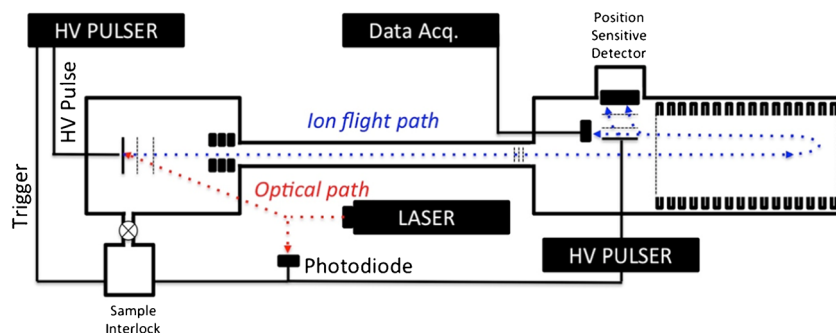 HV PULSER
Data Acq.
Position
Sensitive
Detector
HV Pulse
Trigger
Ion flight path
Optical path
LASER
HV PULSER
Photodiode
Sample
Interlock